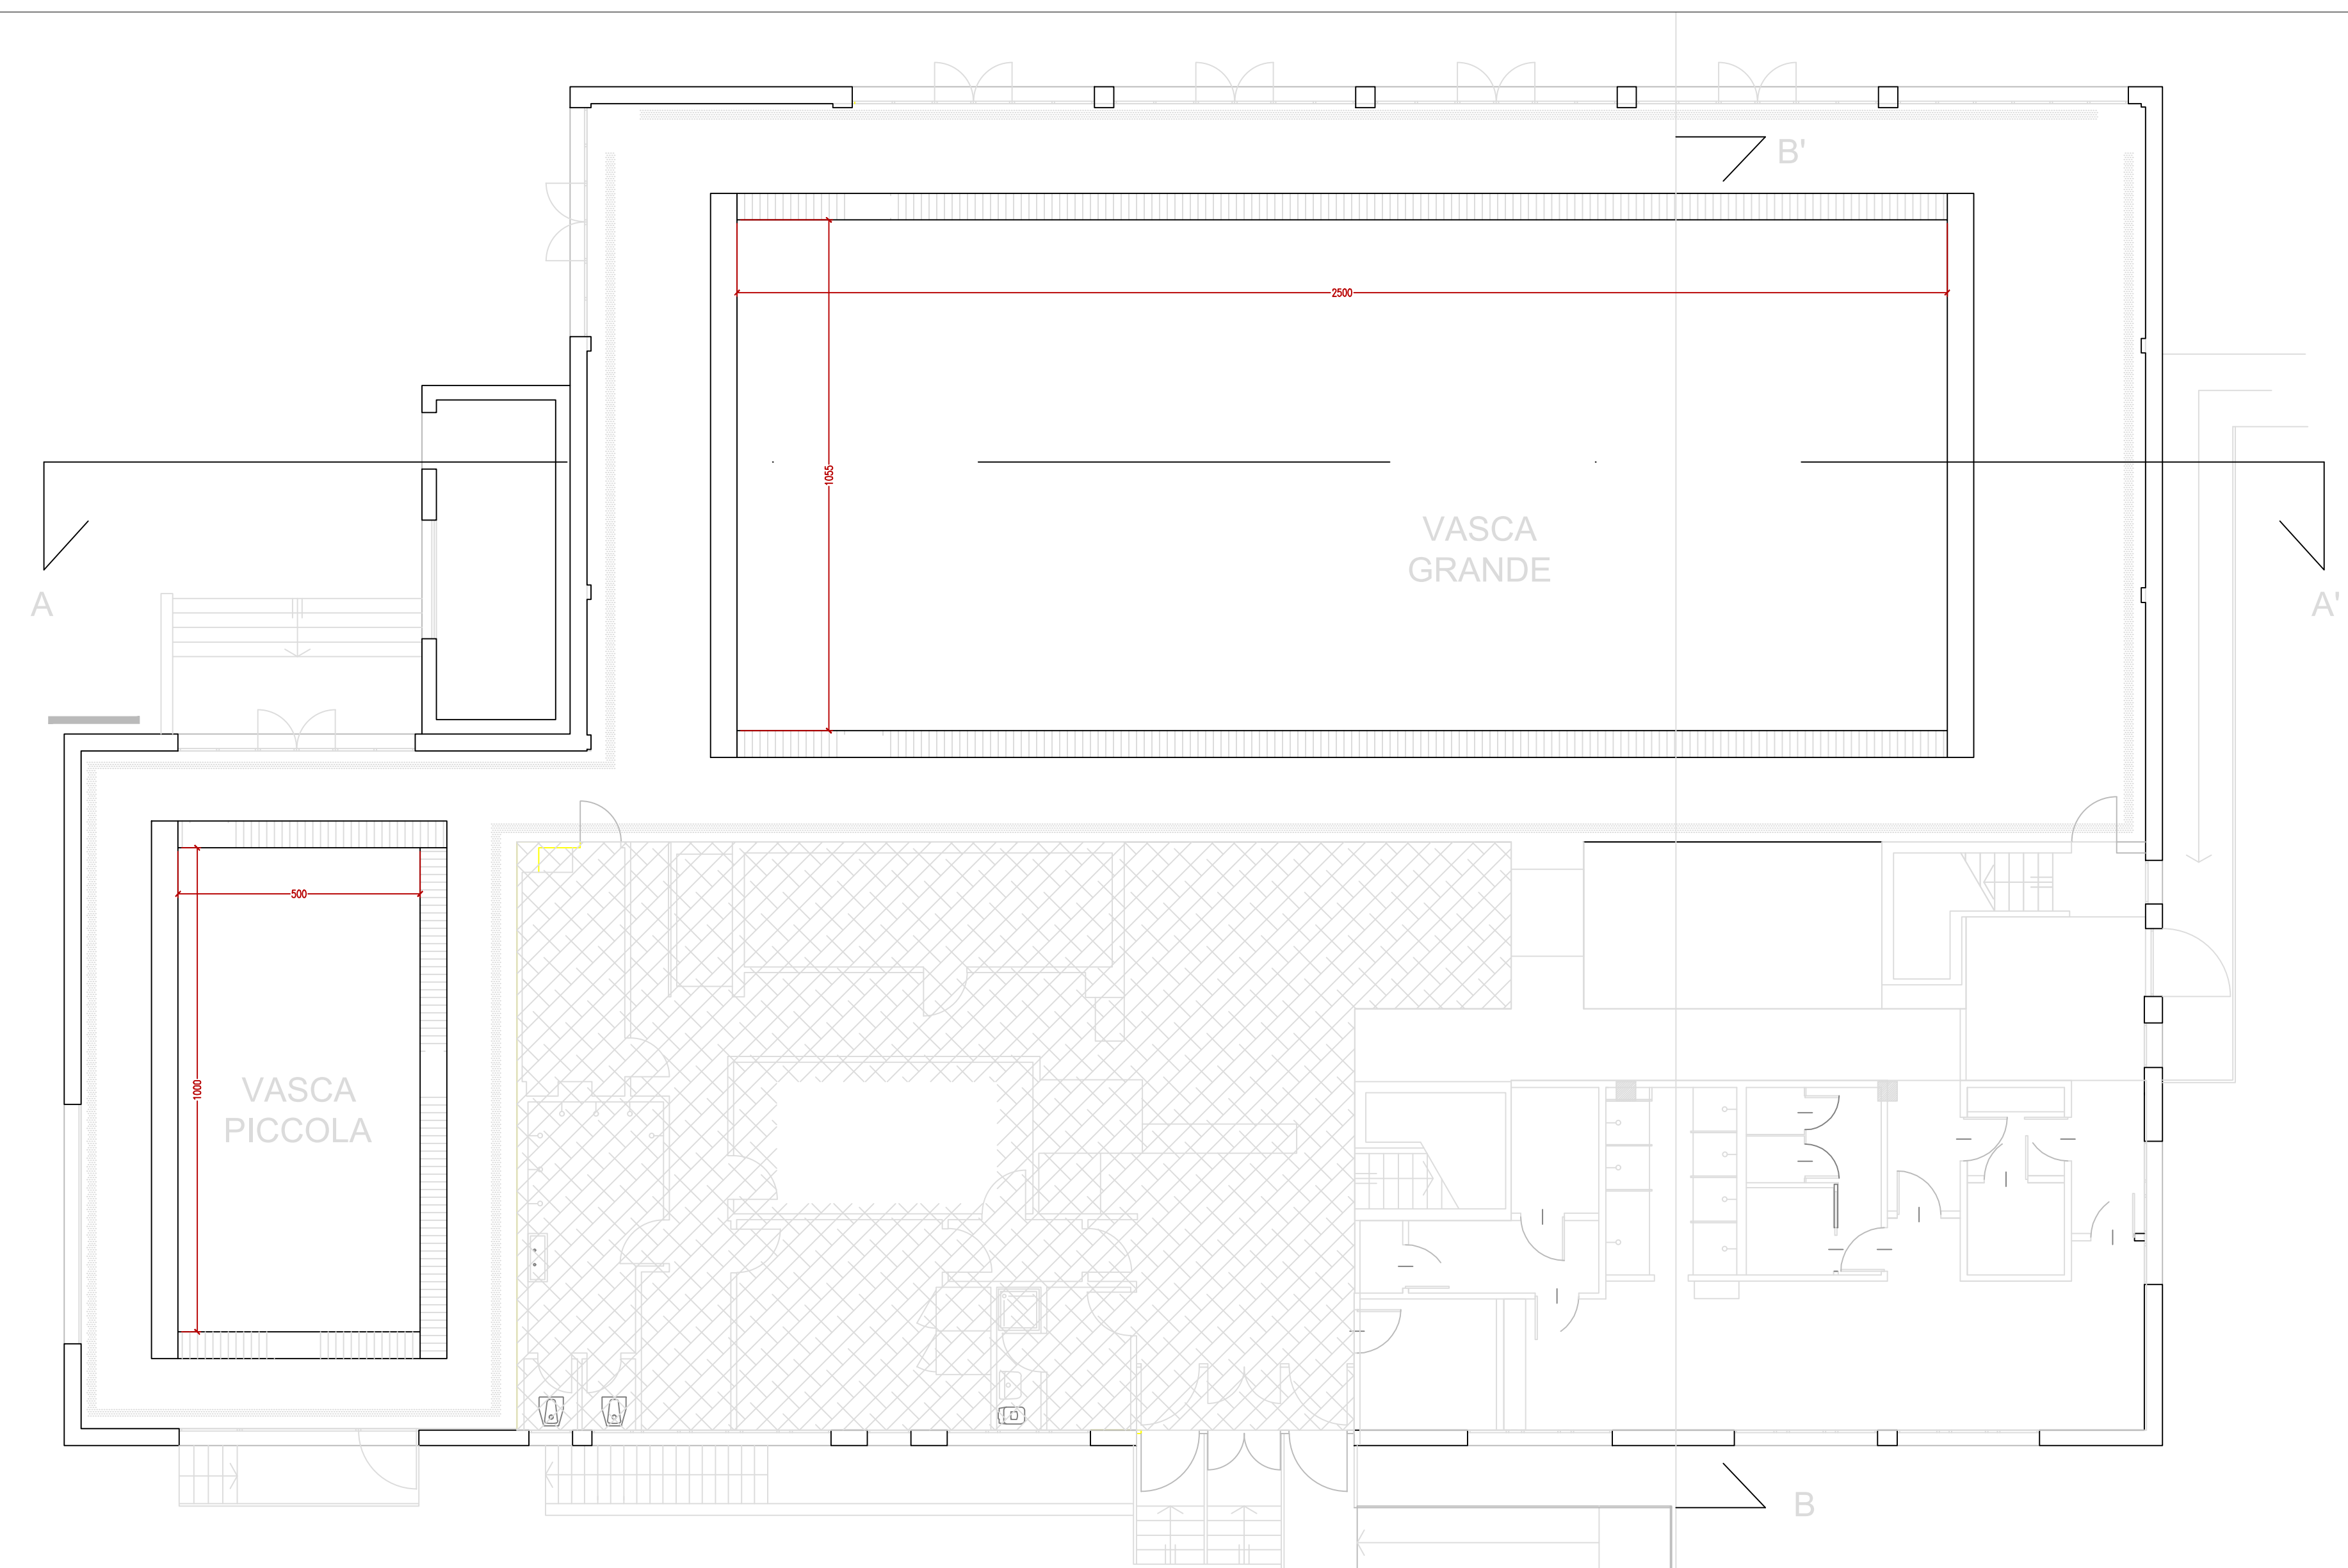 B'
2500
1055
VASCA
GRANDE
A
A'
500
1000
VASCA
PICCOLA
B